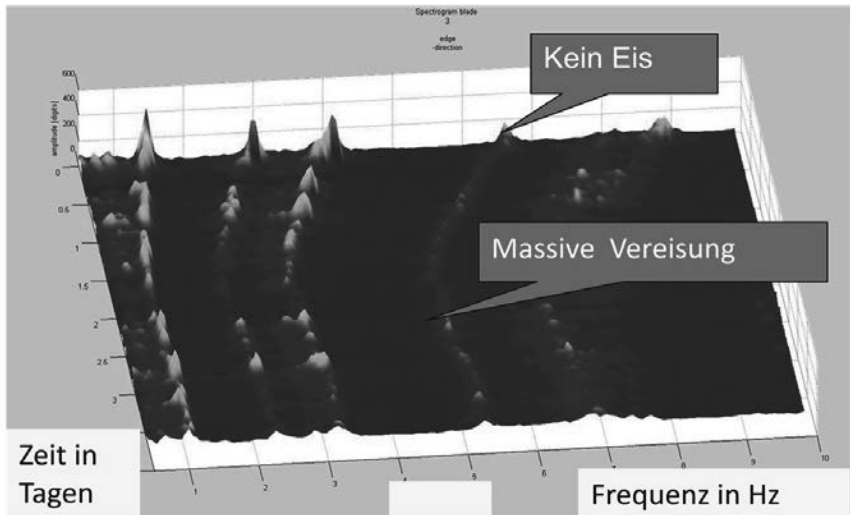 Spectrogram blade
3
edge
-direction
Kein Eis
600
400
200
0
amplitude [digits]
0
0.5
1
1.5
2
2.5
3
Massive Vereisung
Zeit in
Tagen
1
2
3
4
5
6
7
8
9
10
Frequenz in Hz